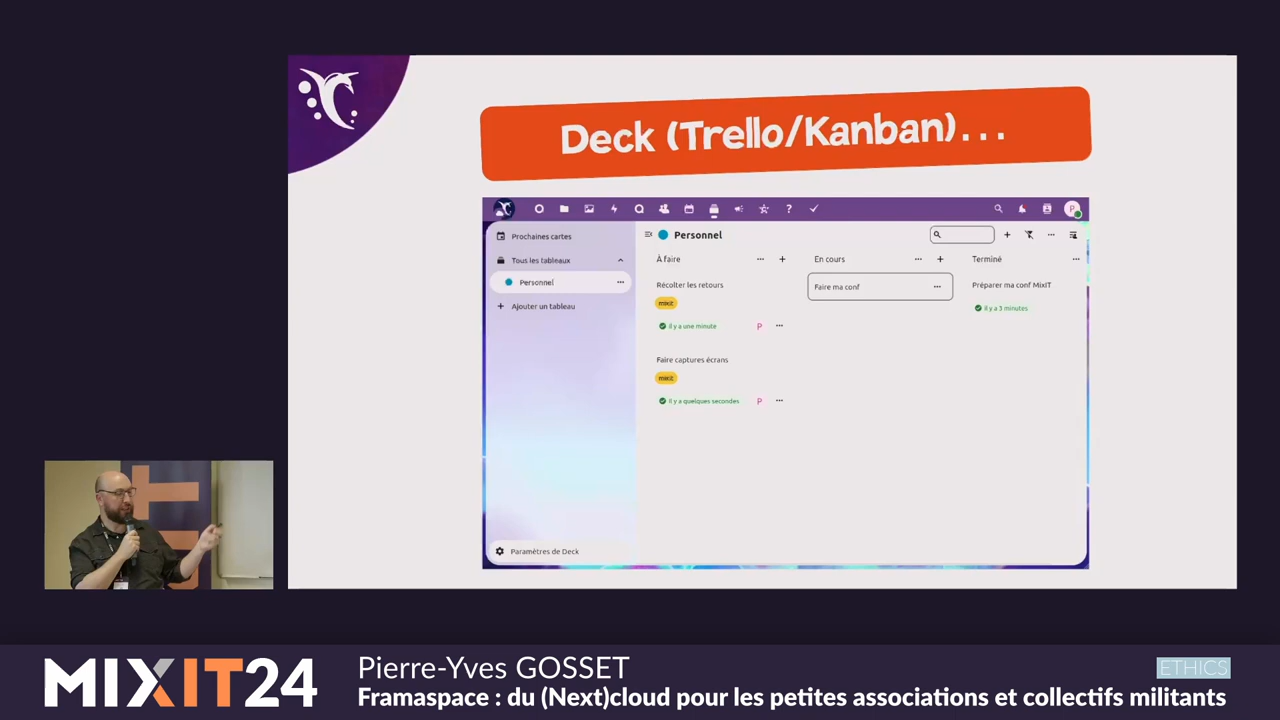 Deck (Trello/Kanban)...
Personnel
Prochaines cartes
Tous les tableaux
Personnel
Ajouter un tableau
Paramètres de Deck
À faire
Récolter les retours
mixit
il y a une minute
P
Faire captures écrans
mixit
il y a quelques secondes
P
En cours
Faire ma conf
Terminé
Préparer ma conf MixIT
il y a 3 minutes
P
MIXIT24
Pierre-Yves GOSSET
ETHICS
Framaspace : du (Next)cloud pour les petites associations et collectifs militants